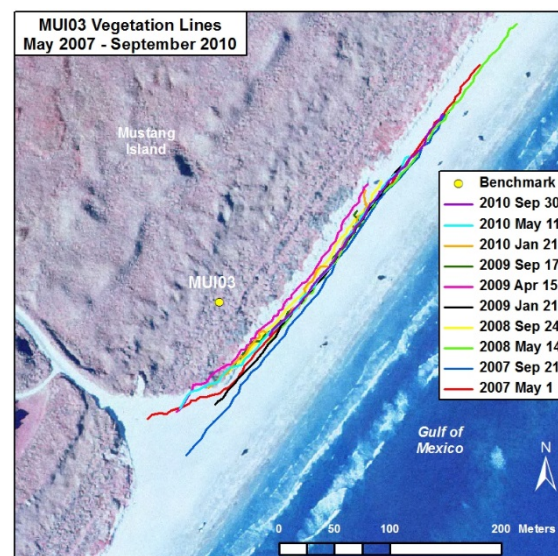 MUI03 Vegetation Lines
May 2007 - September 2010
Mustang
Island
MUI03
Benchmark
2010 Sep 30
2010 May 11
2010 Jan 21
2009 Sep 17
2009 Apr 15
2009 Jan 21
2008 Sep 24
2008 May 14
2007 Sep 21
2007 May 1
Gulf of
Mexico
N
0 50 100 200 Meters